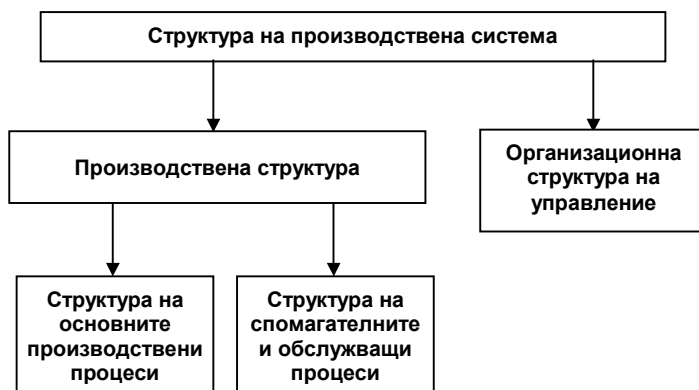 Структура на производствена система
Производствена структура
Организационна
структура на
управление
Структура на
основните
производствени
процеси
Структура на
спомагателните
и обслужващи
процеси